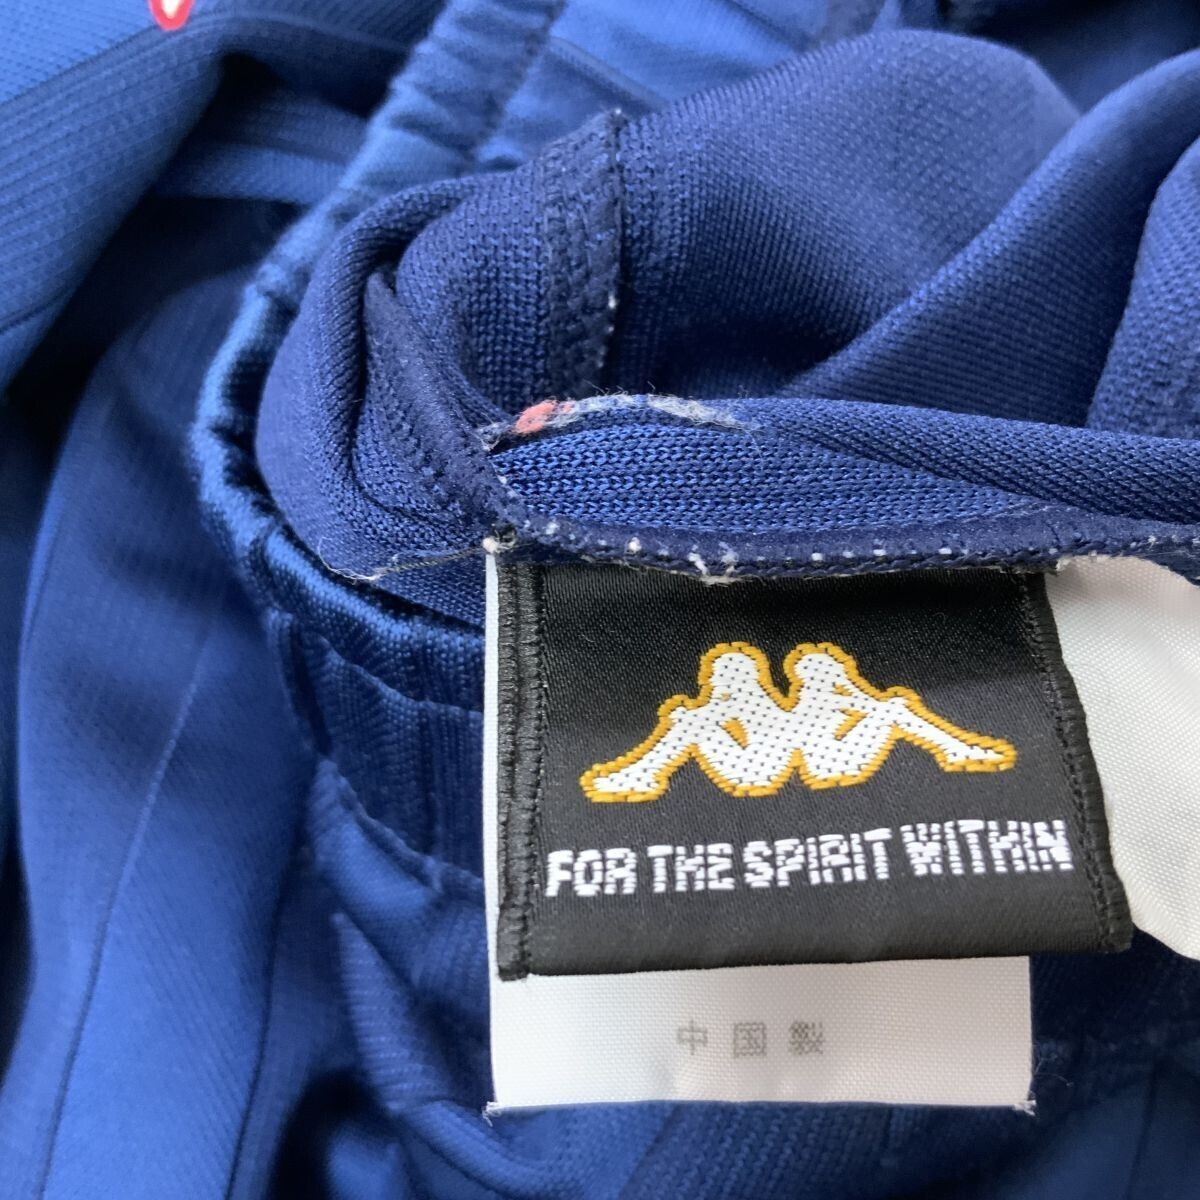 FOR THE SPIRIT WITHIN
中国製